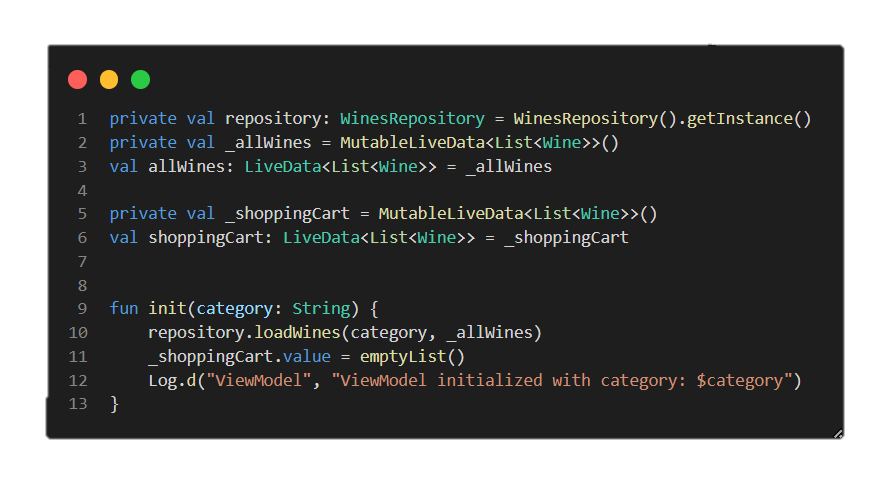 1 private val repository: WinesRepository = WinesRepository().getInstance()
2 private val _allWines = MutableLiveData<List<Wine>>()
3 val allWines: LiveData<List<Wine>> = _allWines
4
5 private val _shoppingCart = MutableLiveData<List<Wine>>()
6 val shoppingCart: LiveData<List<Wine>> = _shoppingCart
7
8
9 fun init(category: String) {
10     repository.loadWines(category, _allWines)
11     _shoppingCart.value = emptyList()
12     Log.d("ViewModel", "ViewModel initialized with category: $category")
13 }